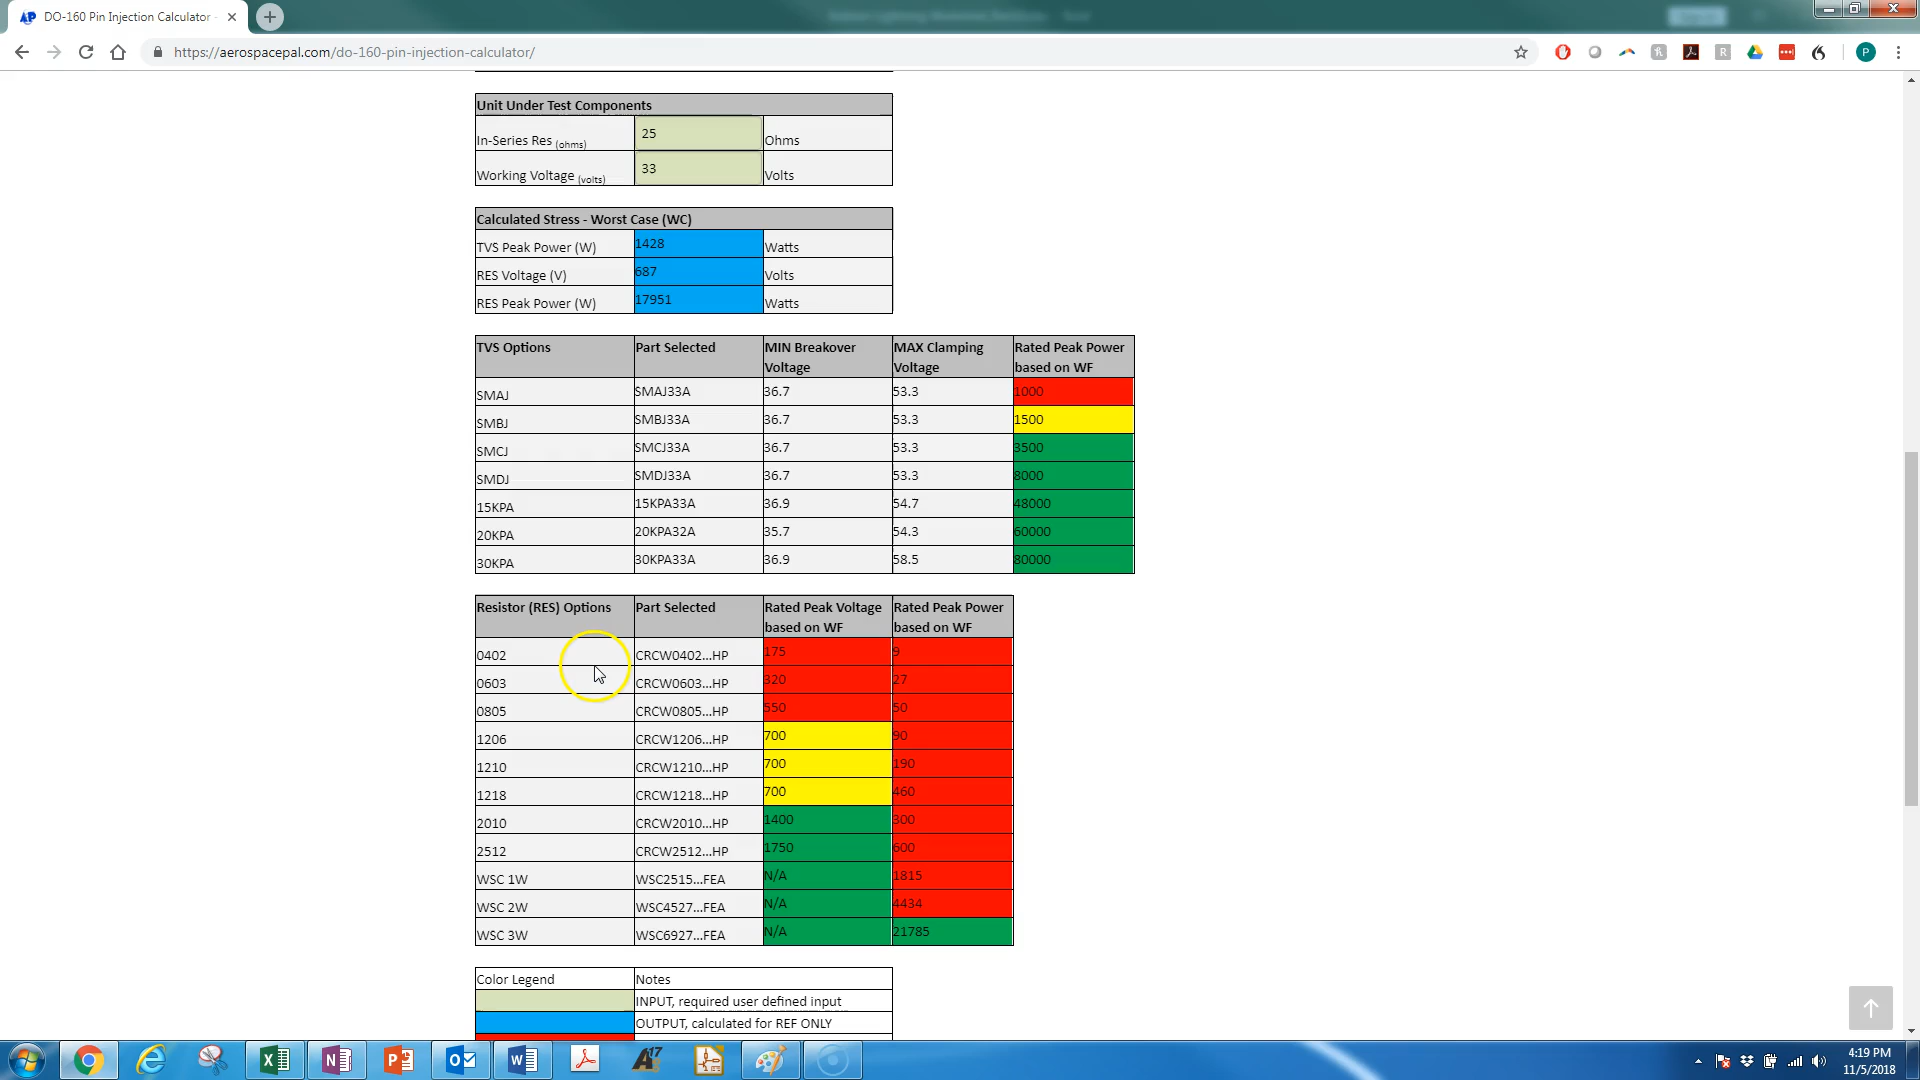 DO-160 Pin Injection Calculator
https://aerospacepal.com/do-160-pin-injection-calculator/
Unit Under Test Components
In-Series Res (ohms) 25 Ohms
Working Voltage (volts) 33 Volts
Calculated Stress - Worst Case (WC)
TVS Peak Power (W) 1428 Watts
RES Voltage (V) 687 Volts
RES Peak Power (W) 17951 Watts
TVS Options Part Selected MIN Breakover Voltage MAX Clamping Voltage Rated Peak Power based on WF
SMAJ SMAJ33A 36.7 53.3 1000
SMBJ SMBJ33A 36.7 53.3 1500
SMCJ SMCJ33A 36.7 53.3 3500
SMDJ SMDJ33A 36.7 53.3 8000
15KPA 15KPA33A 36.9 54.7 48000
20KPA 20KPA32A 35.7 54.3 60000
30KPA 30KPA33A 36.9 58.5 80000
Resistor (RES) Options Part Selected Rated Peak Voltage based on WF Rated Peak Power based on WF
0402 CRCW0402...HP 175 9
0603 CRCW0603...HP 320 27
0805 CRCW0805...HP 550 50
1206 CRCW1206...HP 700 90
1210 CRCW1210...HP 700 190
1218 CRCW1218...HP 700 460
2010 CRCW2010...HP 1400 300
2512 CRCW2512...HP 1750 600
WSC 1W WSC2515...FEA N/A 1815
WSC 2W WSC4527...FEA N/A 4434
WSC 3W WSC6927...FEA N/A 21785
Color Legend Notes
INPUT, required user defined input
OUTPUT, calculated for REF ONLY
4:19 PM
11/5/2018